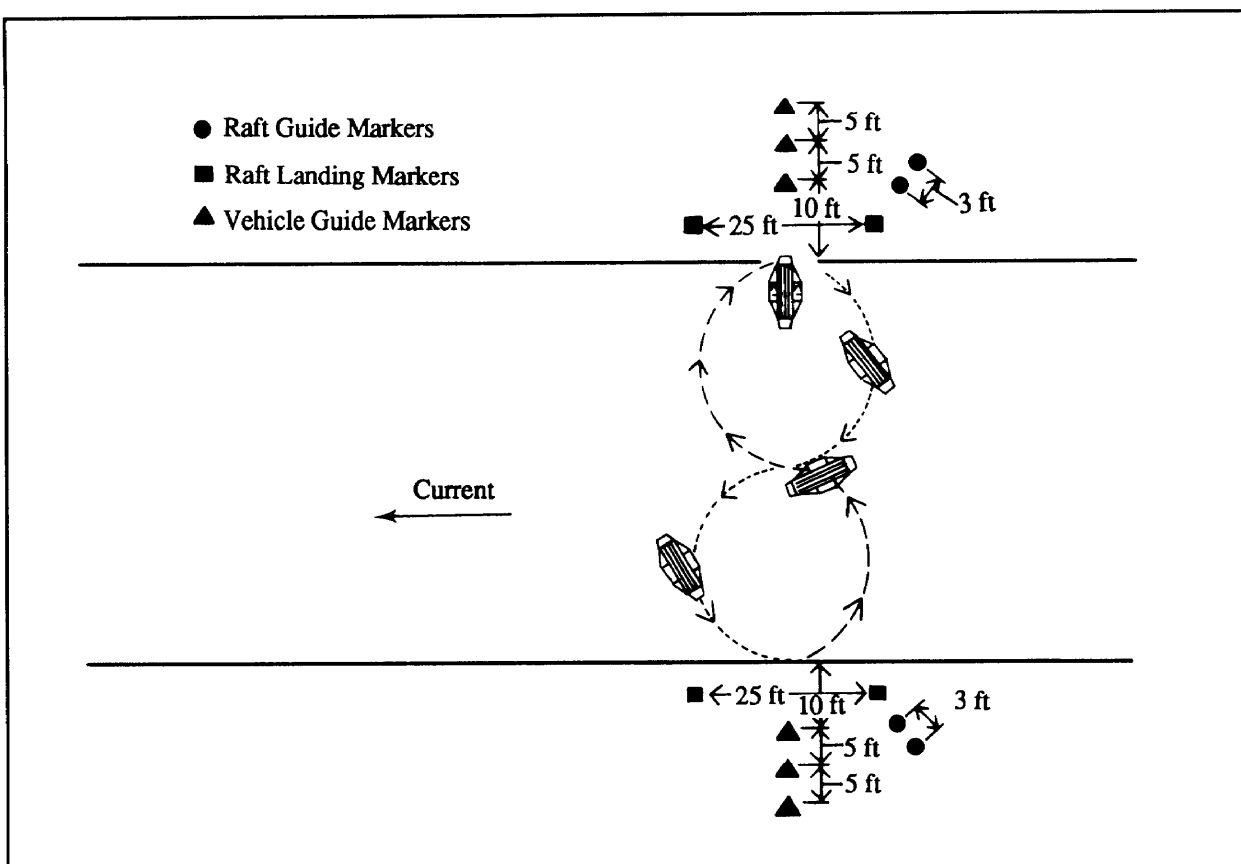 Raft Guide Markers
Raft Landing Markers
Vehicle Guide Markers
5 ft
5 ft
10 ft
3 ft
25 ft
Current
25 ft
10 ft
3 ft
5 ft
5 ft